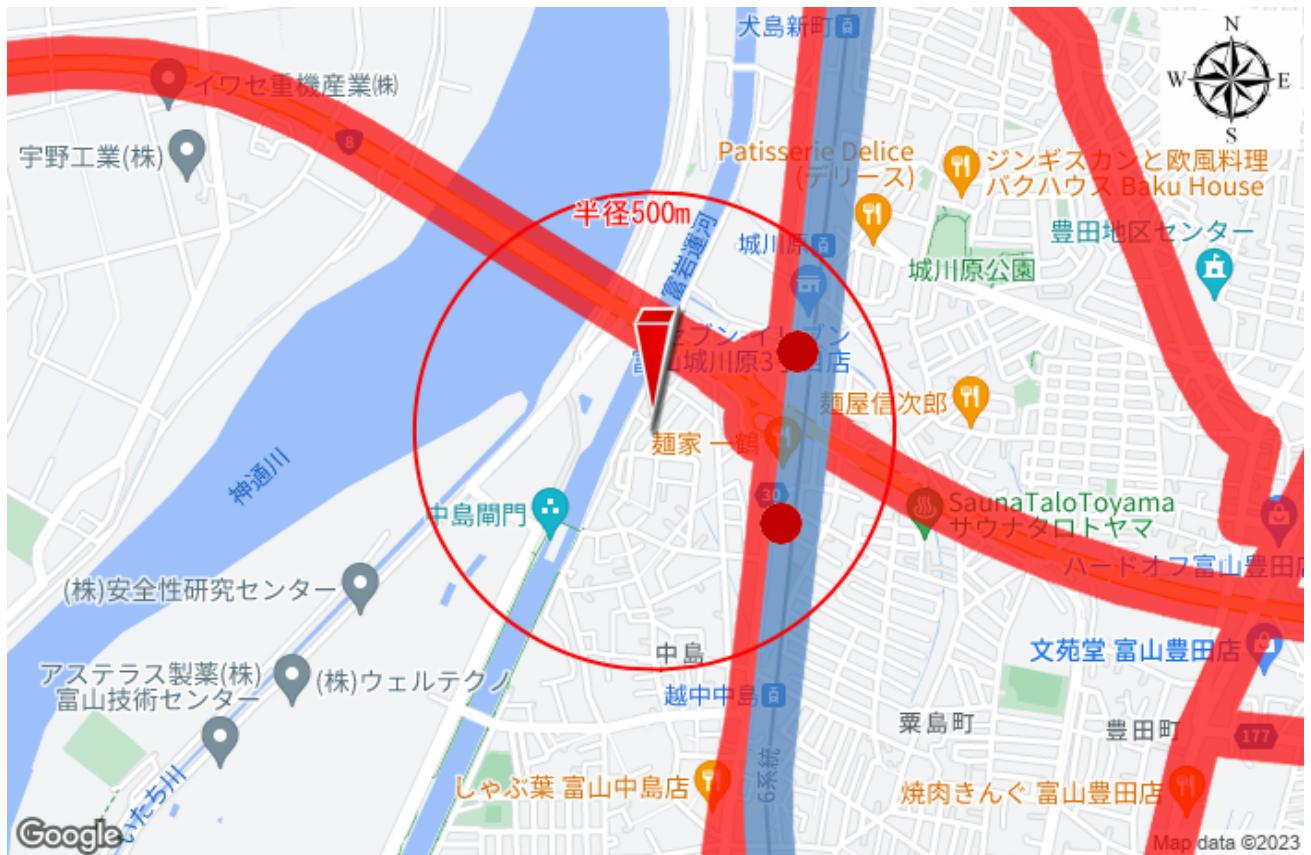 犬島新町
N
W
E
S
イワセ重機産業㈱
8
宇野工業(株)
Patisserie Delice
(デリース)
ジンギスカンと欧風料理
バクハウス Baku House
半径500m
富岩運河
城川原
豊田地区センター
城川原公園
セブン-イレブン
富山城川原3丁目店
麺屋信次郎
麺家 一鶴
神通川
30
SaunaTaloToyama
サウナタロトヤマ
中島閘門
ハードオフ富山豊田店
(株)安全性研究センター
中島
文苑堂 富山豊田店
アステラス製薬(株)
富山技術センター
(株)ウェルテクノ
越中中島
粟島町
豊田町
177
6系統
しゃぶ葉 富山中島店
焼肉きんぐ 富山豊田店
いたち川
Google
Map data ©2023